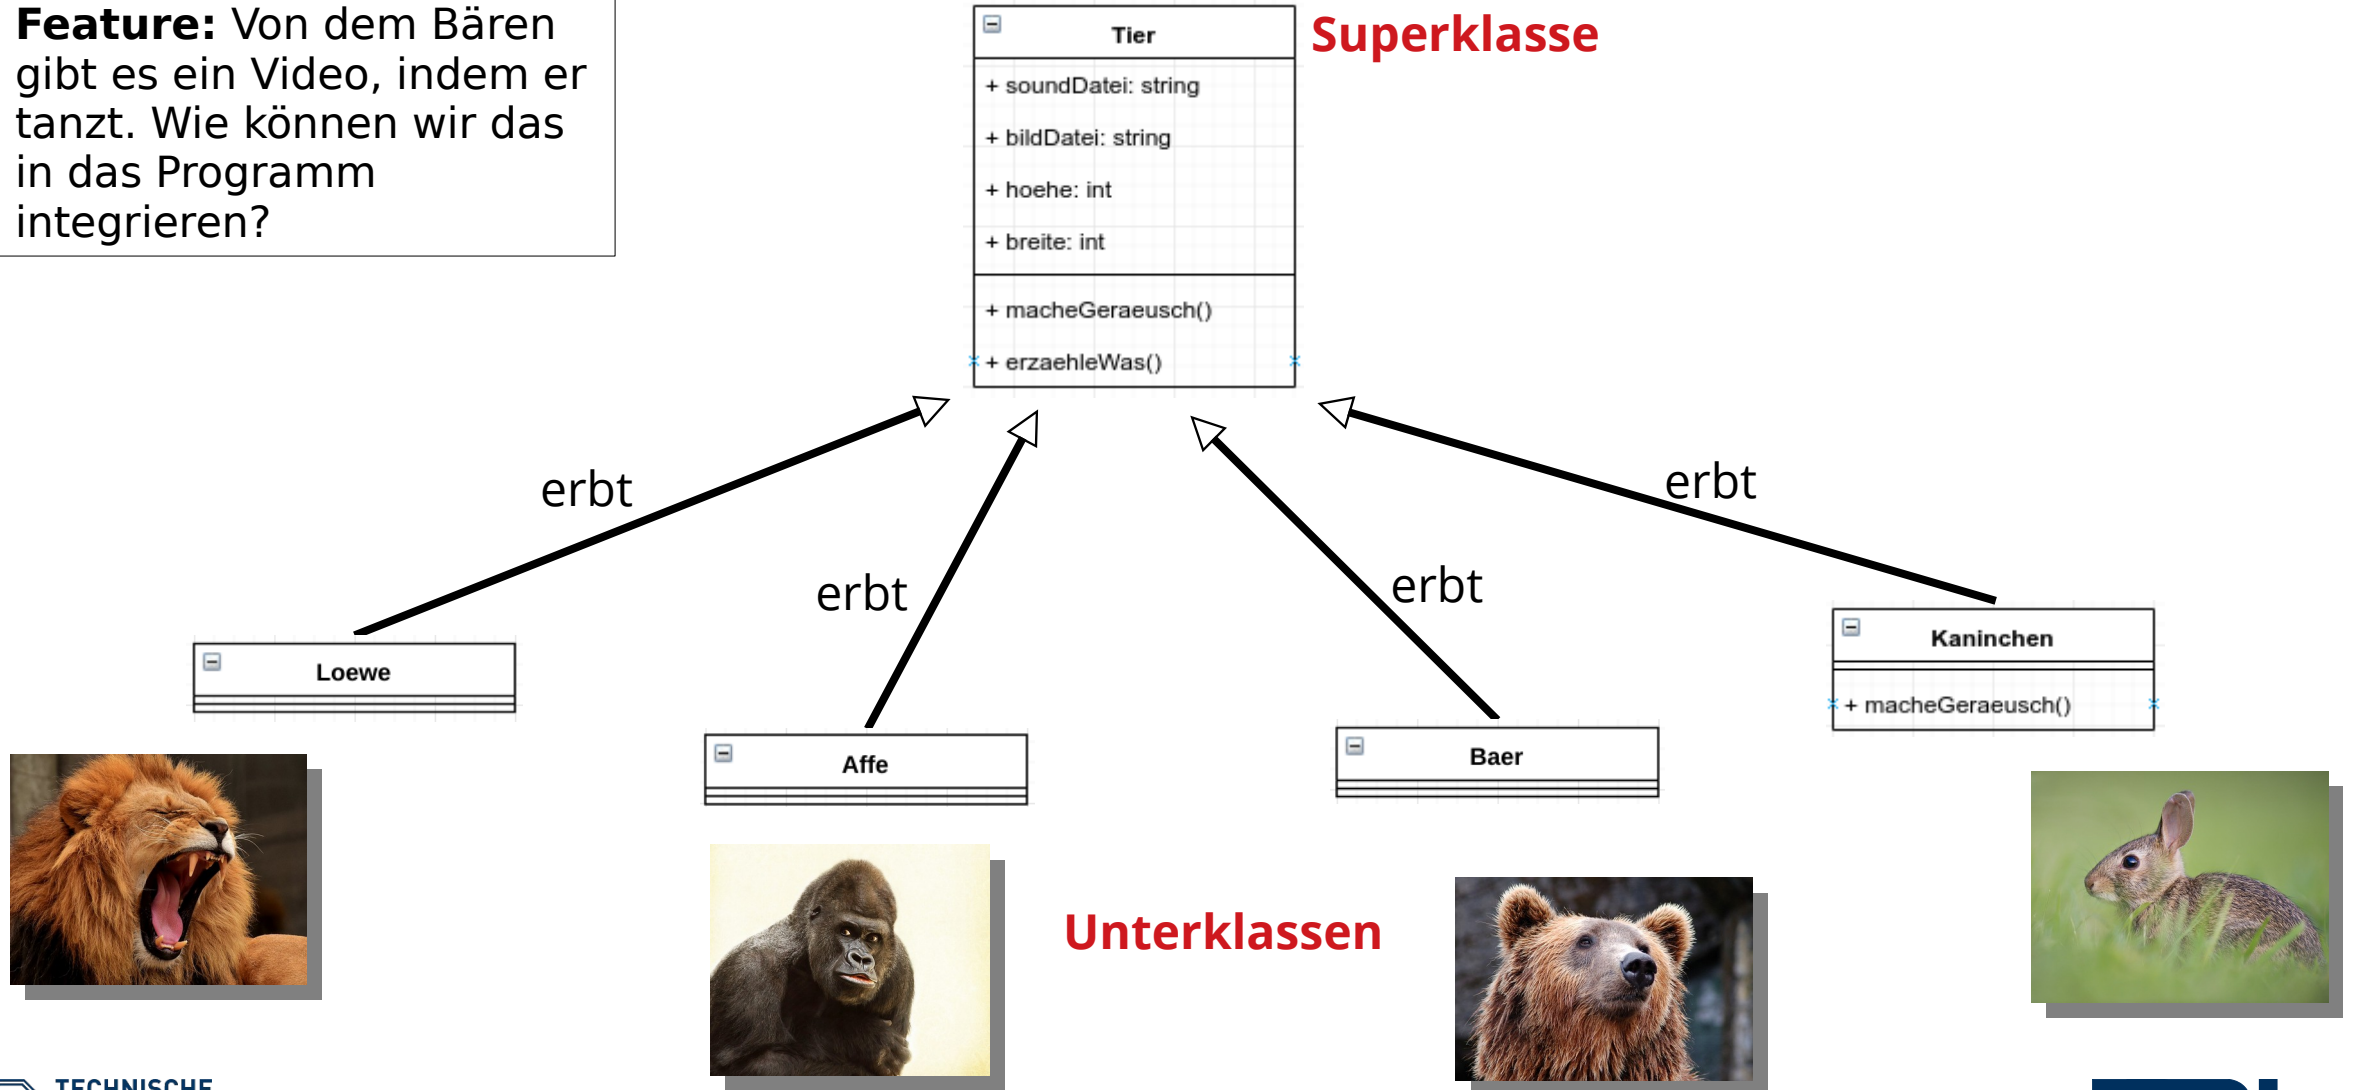 Feature: Von dem Bären
gibt es ein Video, indem er
tanzt. Wie können wir das
in das Programm
integrieren?
Tier
Superklasse
+ soundDatei: string
+ bildDatei: string
+ hoehe: int
+ breite: int
+ macheGeraeusch()
+ erzaehleWas()
erbt
erbt
erbt
erbt
Loewe
Affe
Baer
Kaninchen
+ macheGeraeusch()
Unterklassen
TECHNISCHE